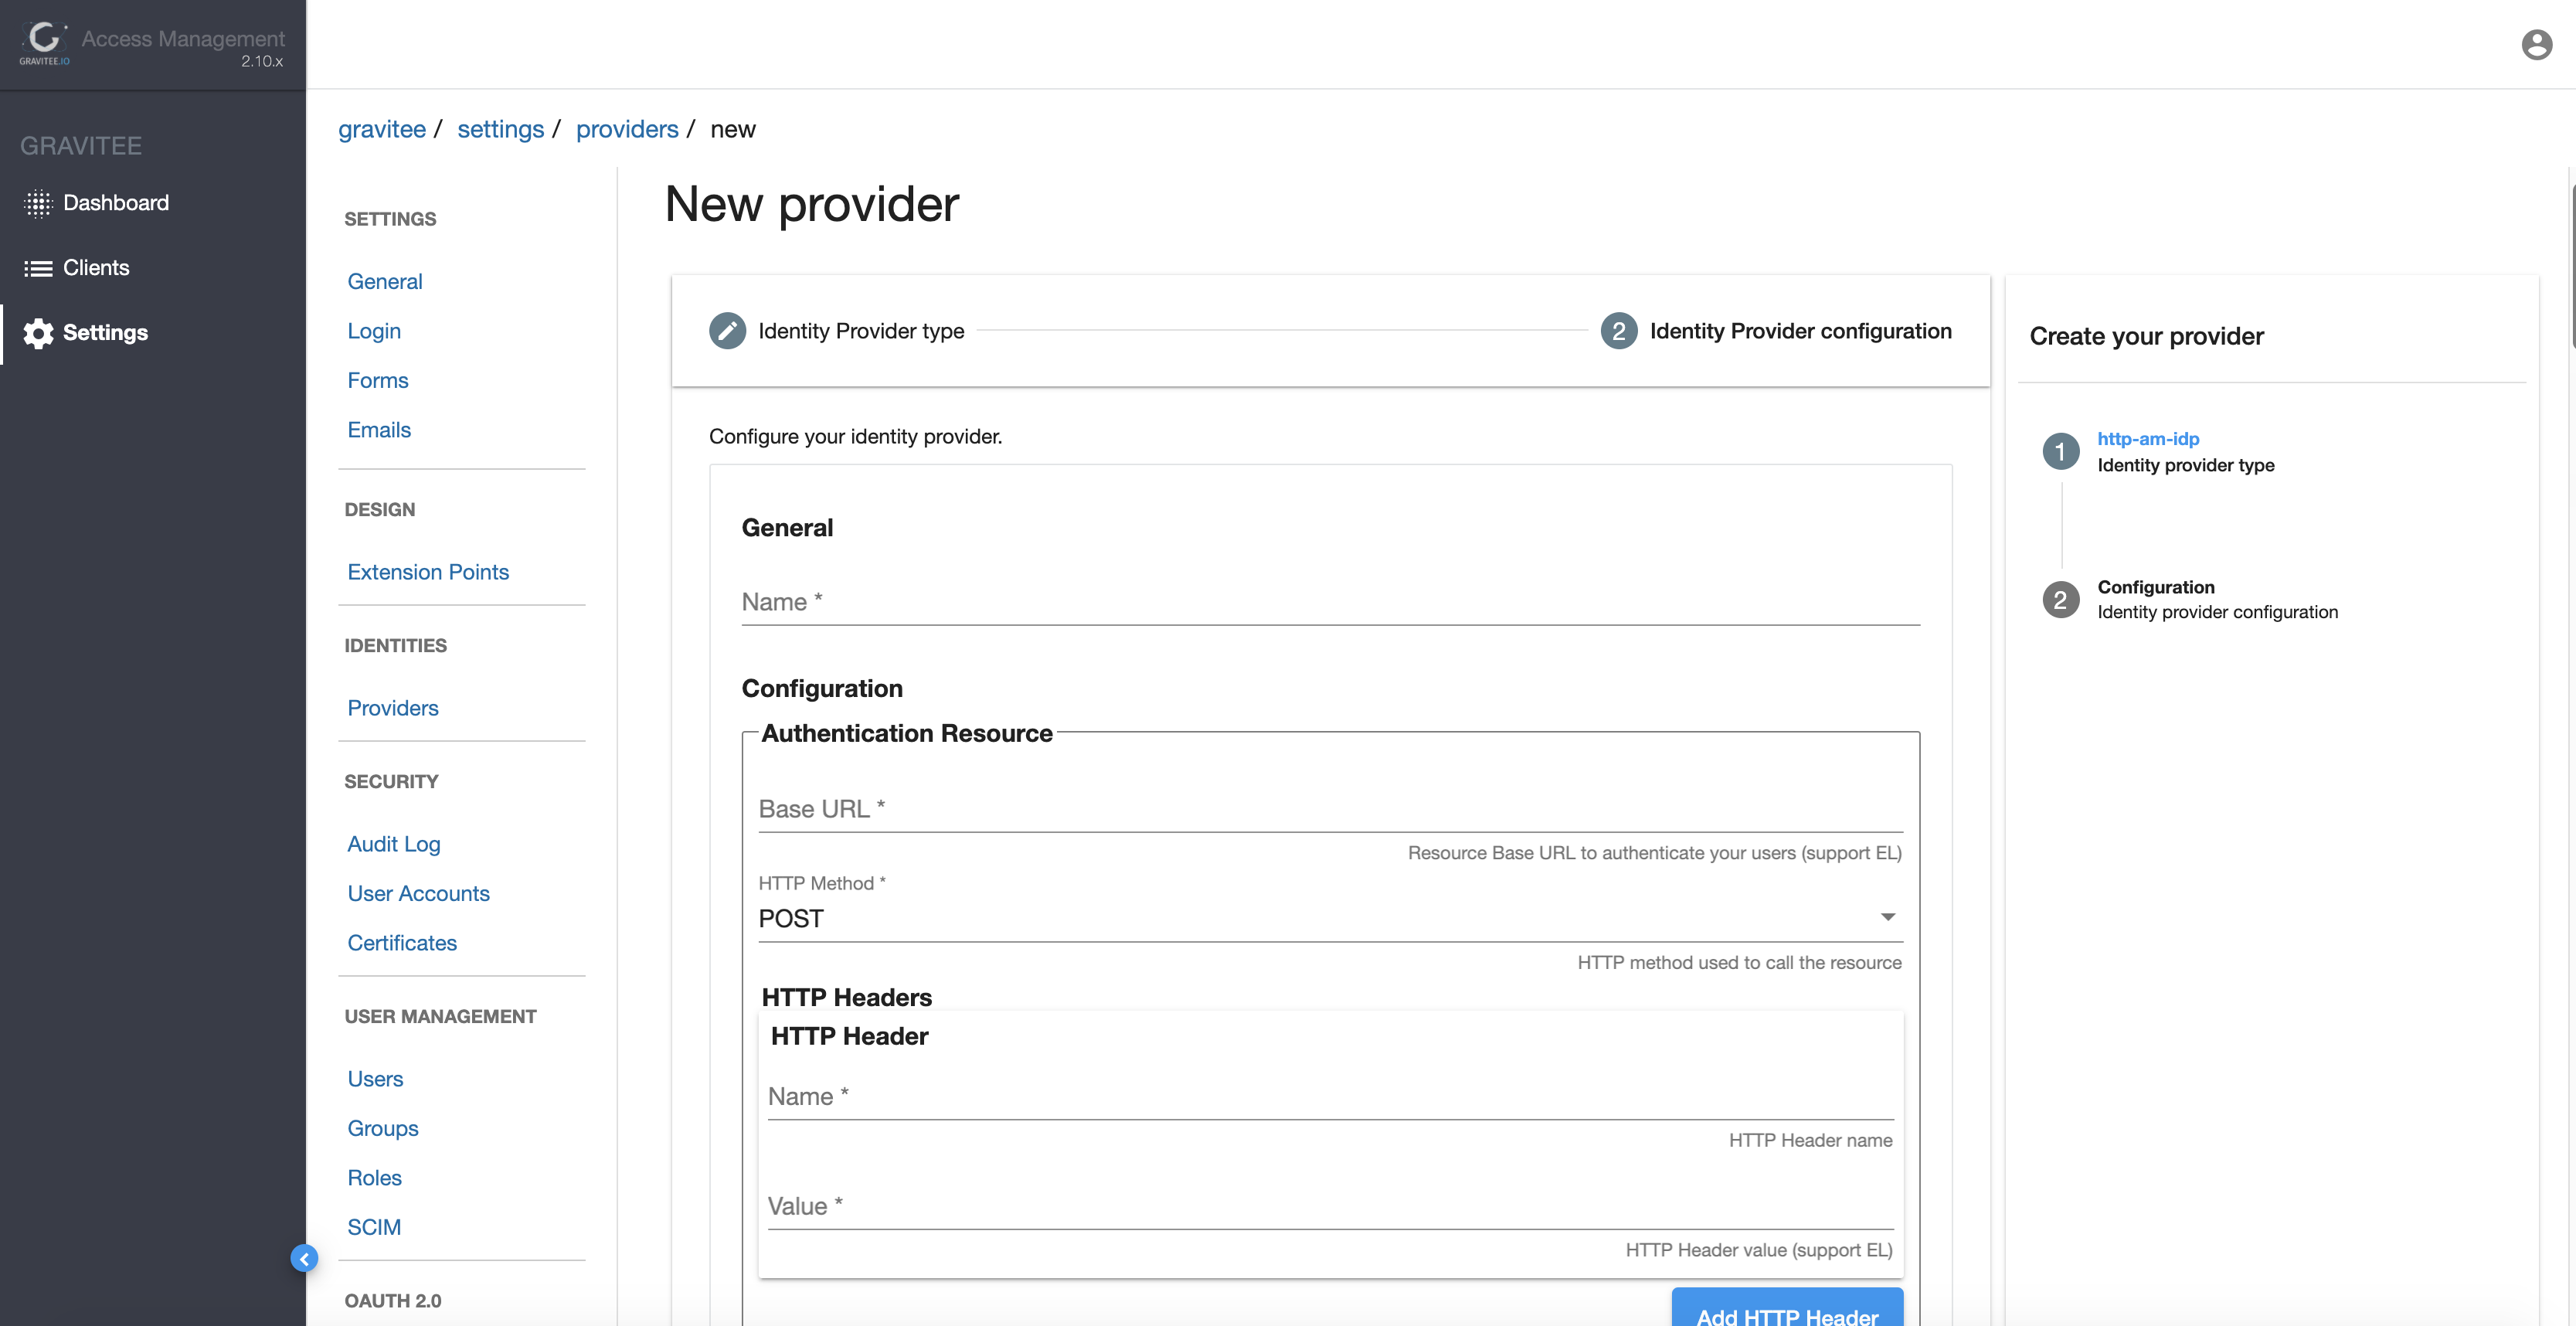 GRAVITEE.IO
Access Management
2.10.x
GRAVITEE
Dashboard
Clients
Settings
gravitee / settings / providers / new
SETTINGS
General
Login
Forms
Emails
DESIGN
Extension Points
IDENTITIES
Providers
SECURITY
Audit Log
User Accounts
Certificates
USER MANAGEMENT
Users
Groups
Roles
SCIM
OAUTH 2.0
New provider
Identity Provider type
2 Identity Provider configuration
Configure your identity provider.
General
Name *
Configuration
Authentication Resource
Base URL *
Resource Base URL to authenticate your users (support EL)
HTTP Method *
POST
HTTP method used to call the resource
HTTP Headers
HTTP Header
Name *
HTTP Header name
Value *
HTTP Header value (support EL)
Add HTTP Header
Create your provider
1 http-am-idp
Identity provider type
2 Configuration
Identity provider configuration